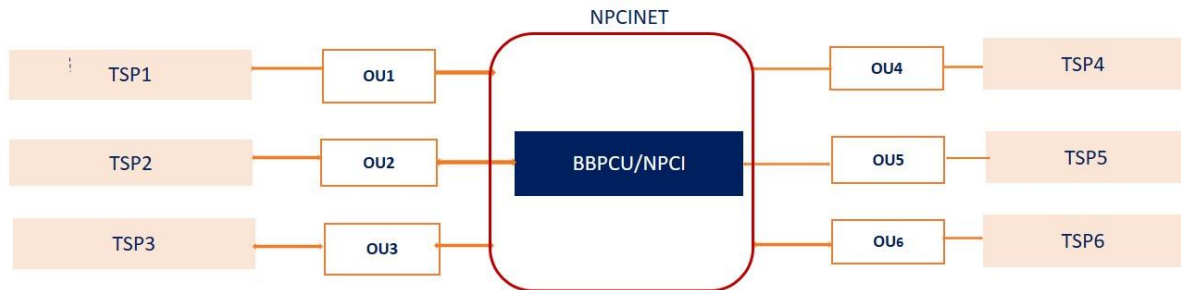 NPCINET
TSP1 OU1 OU4 TSP4
TSP2 OU2 BBPCU/NPCI OU5 TSP5
TSP3 OU3 OU6 TSP6